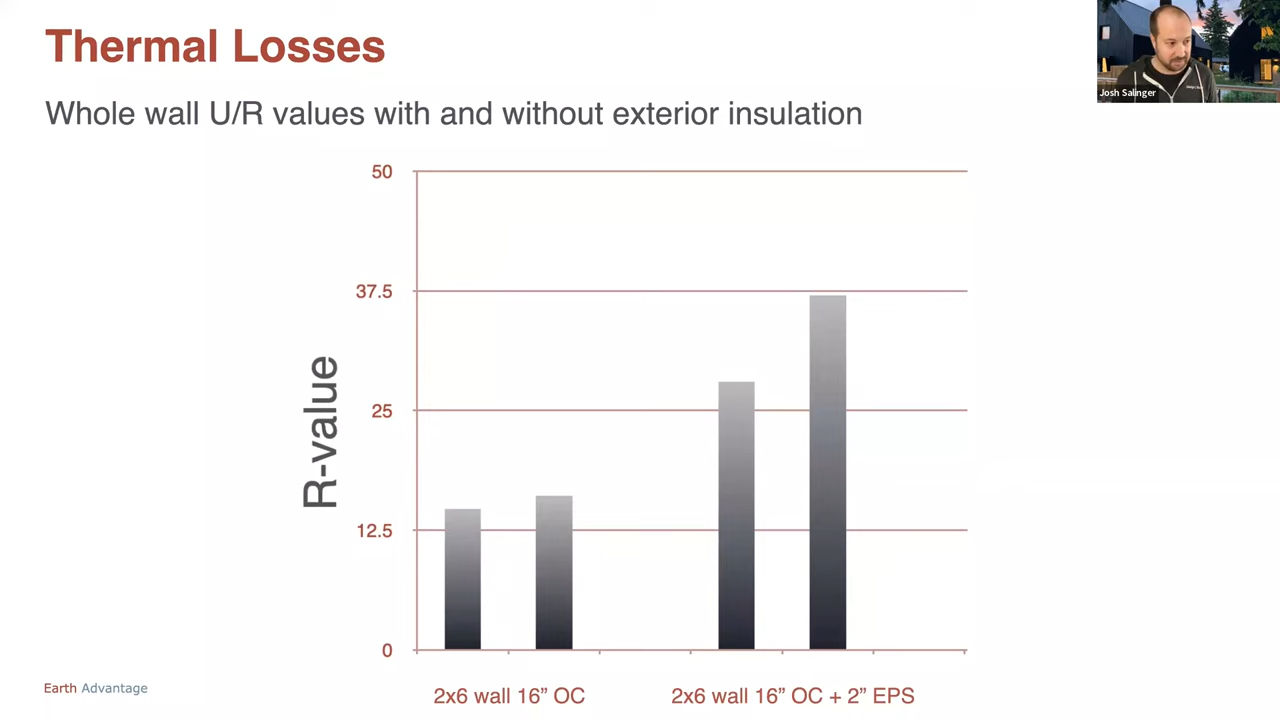 Thermal Losses
Josh Salinger
Whole wall U/R values with and without exterior insulation
50
37.5
25
12.5
0
R-value
2x6 wall 16” OC
2x6 wall 16” OC + 2” EPS
Earth Advantage